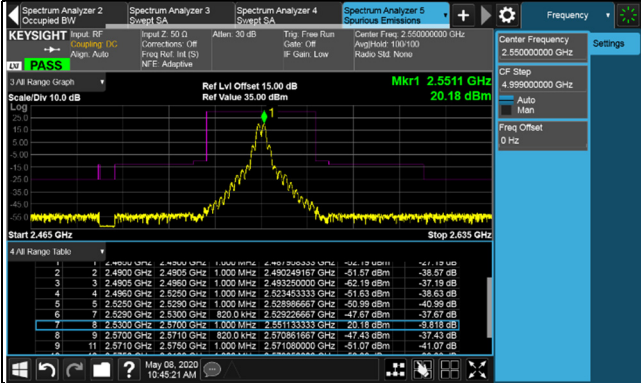 Spectrum Analyzer 2
Occupied BW
Spectrum Analyzer 3
Swept SA
Spectrum Analyzer 4
Swept SA
Spectrum Analyzer 5
Spurious Emissions
Frequency
KEYSIGHT
Input: RF
Coupling: DC
Align: Auto
Input Z: 50 Ω
Corrections: Off
Freq Ref: Int (S)
NFE: Adaptive
Atten: 30 dB
Trig: Free Run
Gate: Off
IF Gain: Low
Center Freq: 2.550000000 GHz
Avg|Hold: 100/100
Radio Std: None
LU PASS
3 All Range Graph
Scale/Div 10.0 dB
Ref Lvl Offset 15.00 dB
Ref Value 35.00 dBm
Mkr1 2.5511 GHz
20.18 dBm
Log
25.0
15.0
5.00
-5.00
-15.0
-25.0
-35.0
-45.0
-55.0
1
Start 2.465 GHz
Stop 2.635 GHz
4 All Range Table
2 2 2.4900 GHz 2.4905 GHz 1.000 MHz 2.490249167 GHz -51.57 dBm -38.57 dB
3 3 2.4905 GHz 2.4960 GHz 1.000 MHz 2.493250000 GHz -62.19 dBm -37.19 dB
4 4 2.4960 GHz 2.5250 GHz 1.000 MHz 2.523453333 GHz -51.63 dBm -38.63 dB
5 5 2.5250 GHz 2.5290 GHz 1.000 MHz 2.528986667 GHz -50.99 dBm -40.99 dB
6 7 2.5290 GHz 2.5300 GHz 820.0 kHz 2.529226667 GHz -47.67 dBm -37.67 dB
7 8 2.5300 GHz 2.5700 GHz 1.000 MHz 2.551133333 GHz 20.18 dBm -9.818 dB
8 9 2.5700 GHz 2.5710 GHz 820.0 kHz 2.570861667 GHz -47.43 dBm -37.43 dB
9 11 2.5710 GHz 2.5750 GHz 1.000 MHz 2.571080000 GHz -51.07 dBm -41.07 dB
May 08, 2020
10:45:21 AM
Center Frequency
2.550000000 GHz
Settings
CF Step
4.999000000 GHz
Auto
Man
Freq Offset
0 Hz